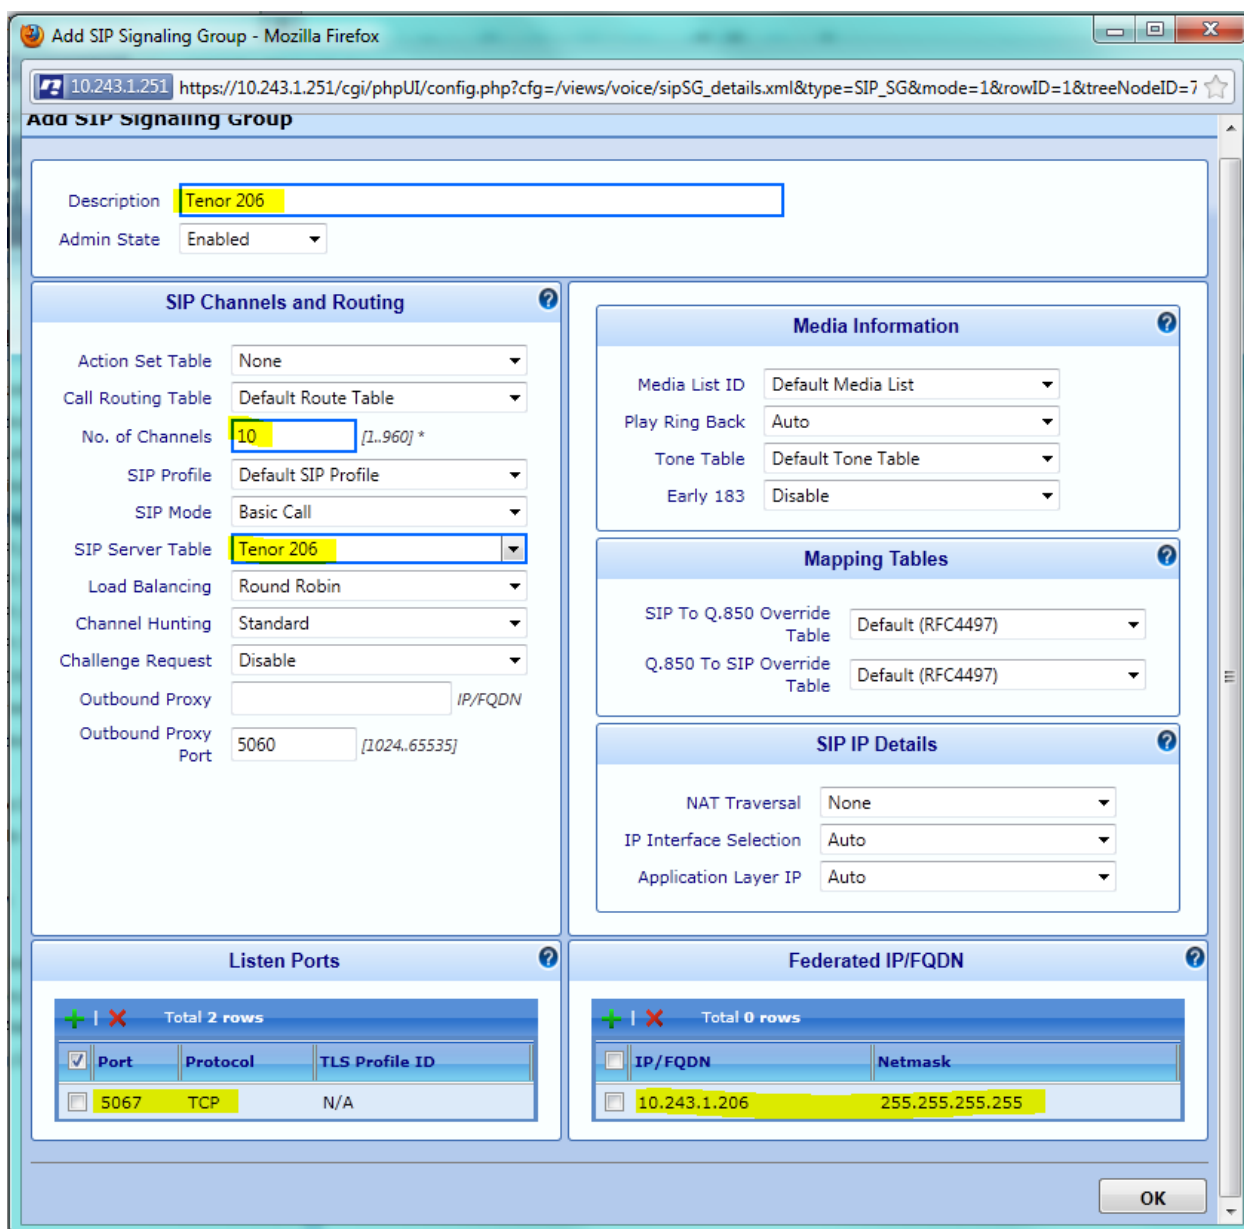 Add SIP Signaling Group - Mozilla Firefox
10.243.1.251 https://10.243.1.251/cgi/phpUI/config.php?cfg=/views/voice/sipSG_details.xml&type=SIP_SG&mode=1&rowID=1&treeNodeID=7
Add SIP Signaling Group
Description Tenor 206
Admin State Enabled
SIP Channels and Routing
Action Set Table None
Call Routing Table Default Route Table
No. of Channels 10 [1..960] *
SIP Profile Default SIP Profile
SIP Mode Basic Call
SIP Server Table Tenor 206
Load Balancing Round Robin
Channel Hunting Standard
Challenge Request Disable
Outbound Proxy IP/FQDN
Outbound Proxy
Port 5060 [1024..65535]
Media Information
Media List ID Default Media List
Play Ring Back Auto
Tone Table Default Tone Table
Early 183 Disable
Mapping Tables
SIP To Q.850 Override
Table Default (RFC4497)
Q.850 To SIP Override
Table Default (RFC4497)
SIP IP Details
NAT Traversal None
IP Interface Selection Auto
Application Layer IP Auto
Listen Ports
Total 2 rows
Port Protocol TLS Profile ID
5067 TCP N/A
Federated IP/FQDN
Total 0 rows
IP/FQDN Netmask
10.243.1.206 255.255.255.255
OK